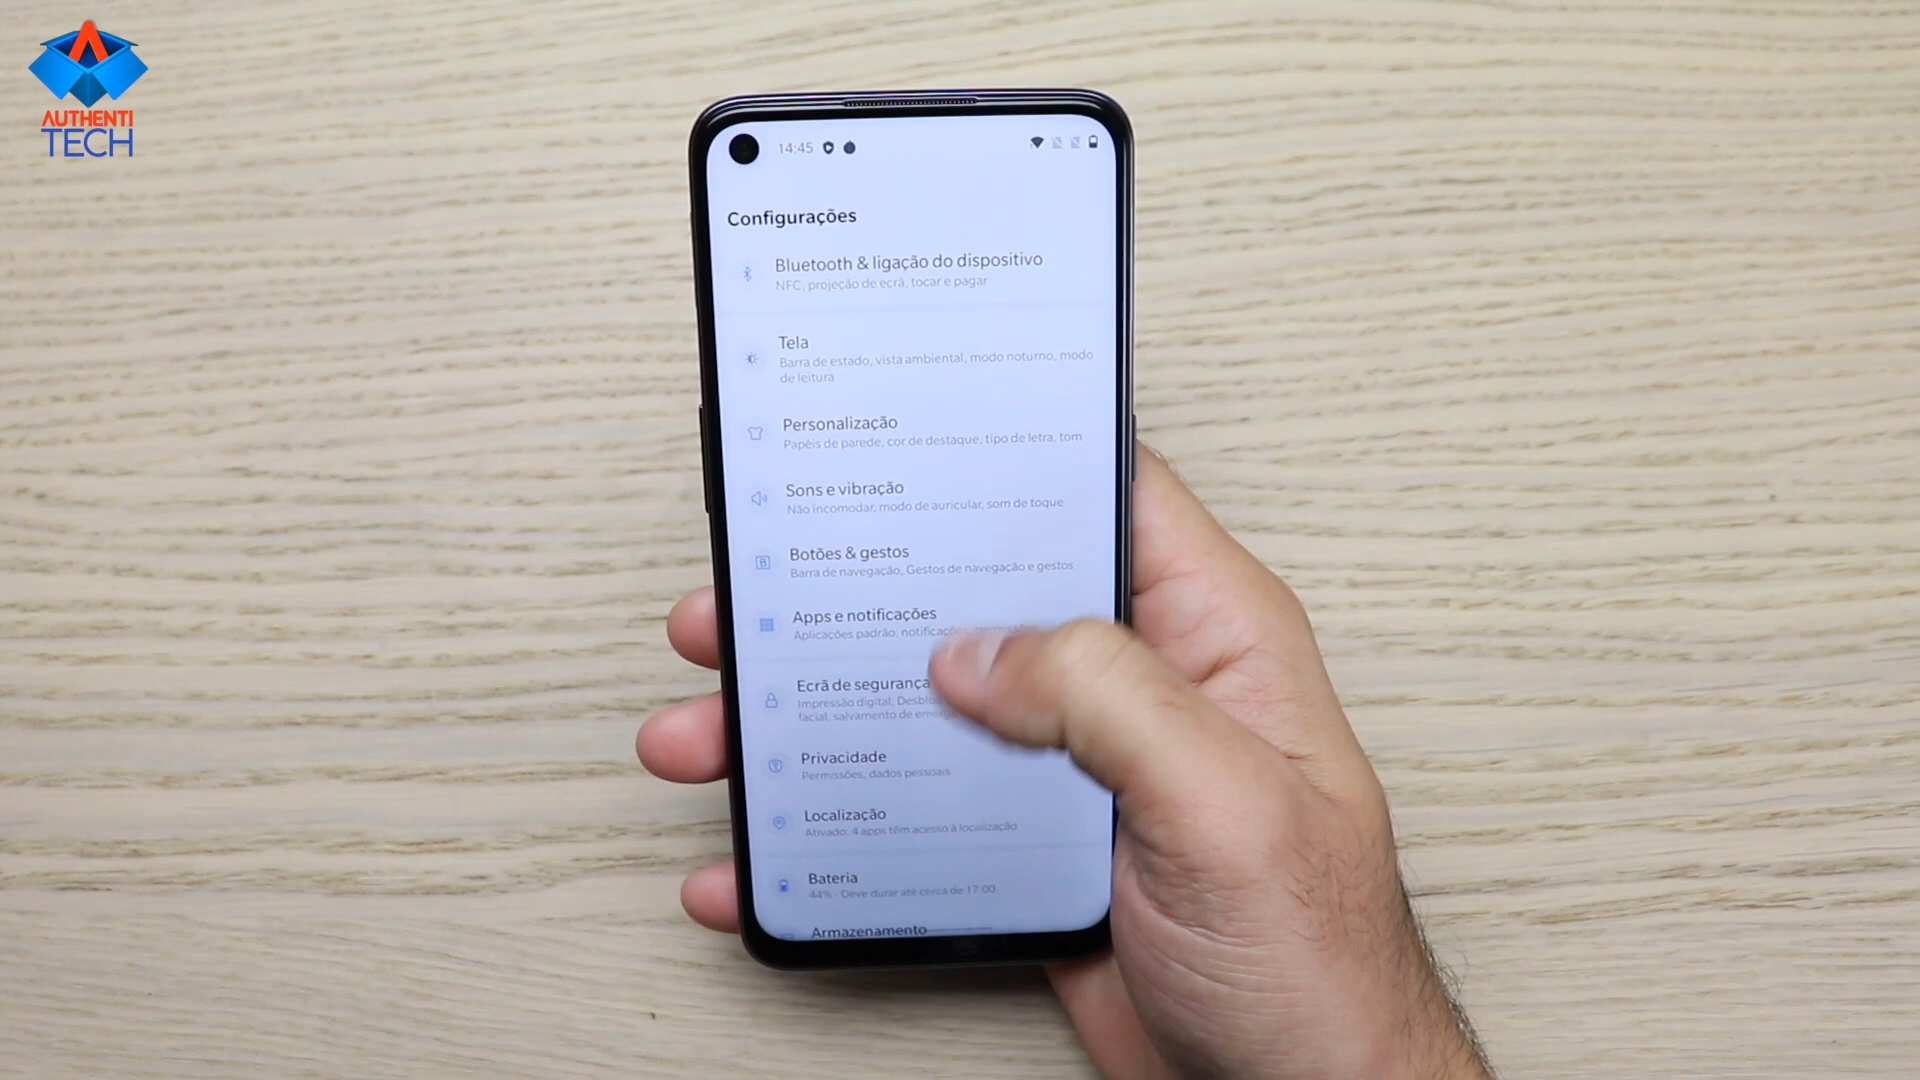 AUTHENTI
TECH
14:45
Configurações
Bluetooth & ligação do dispositivo
NFC, projeção de ecrã, tocar e pagar
Tela
Barra de estado, vista ambiental, modo noturno, modo
de leitura
Personalização
Papéis de parede, cor de destaque, tipo de letra, tom
Sons e vibração
Não incomodar, modo de auricular, som de toque
Botões & gestos
Barra de navegação, Gestos de navegação e gestos
Apps e notificações
Aplicações padrão, notificações,
Ecrã de segurança
Impressão digital,
facial, salvamento de
Privacidade
Permissões, dados pessoais
Localização
Ativado: 4 apps têm acesso à localização
Bateria
44% - Deve durar até cerca de 17:00
Armazenamento